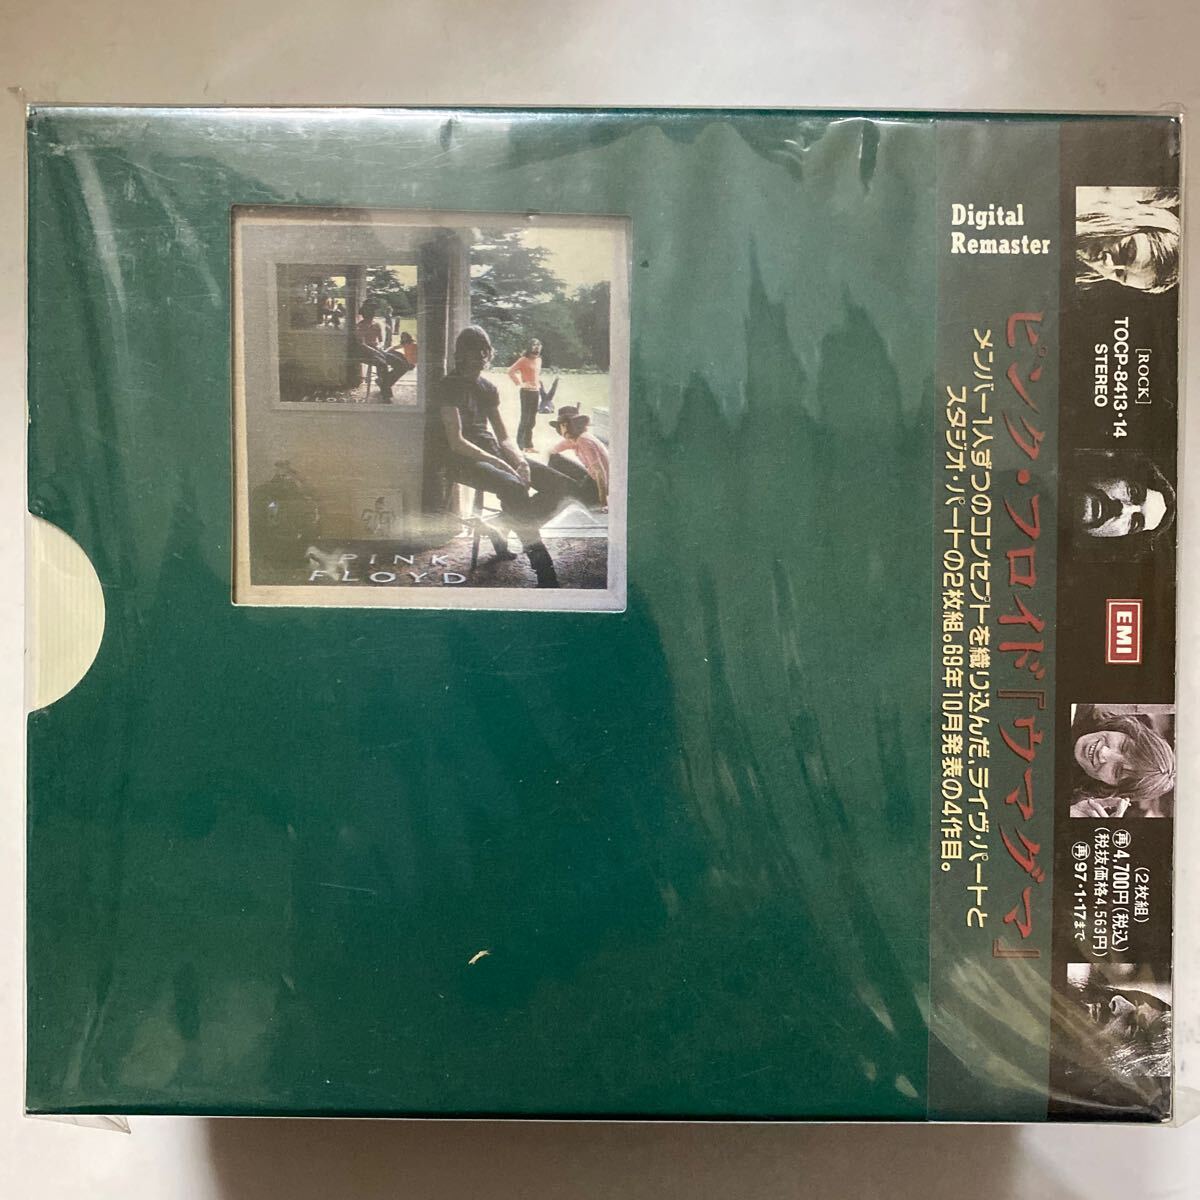 Digital
Remaster
ピンク・フロイド『ウマグマ』
メンバー1人ずつのコンセプトを織り込んだ、ライヴ・パートと
スタジオ・パートの2枚組。69年10月発表の4作目。
[ROCK]
TOCP-8413・14
STEREO
EMI
(2枚組)
㊕4,700円(税込)
(税抜価格4,563円)
㊕97・1・17まで
PINK
FLOYD
FLOYD